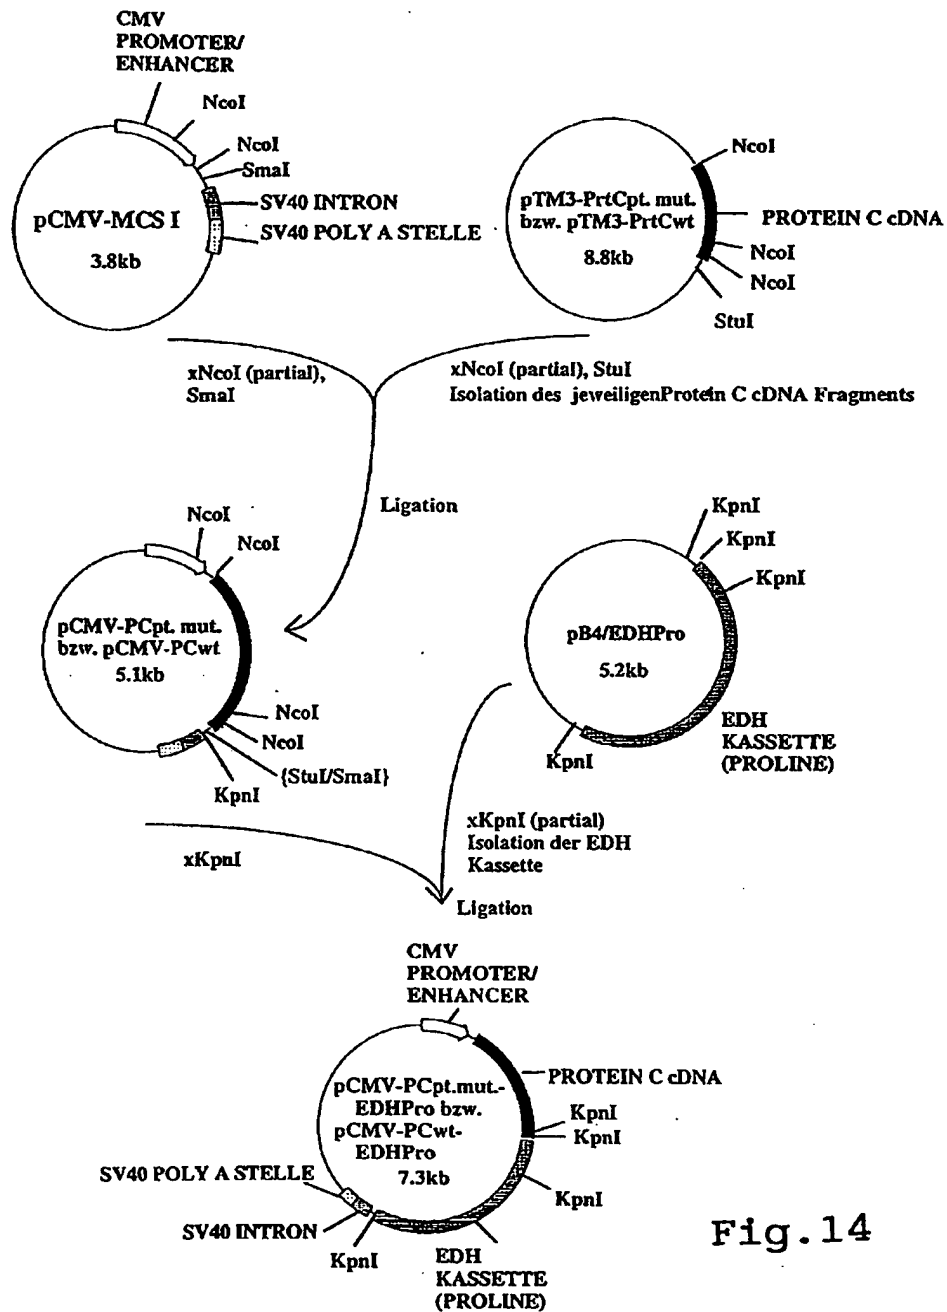 CMV
PROMOTER/
ENHANCER
NcoI
NcoI
SmaI
SV40 INTRON
SV40 POLY A STELLE
pCMV-MCS I
3.8kb
NcoI
pTM3-PrtCpt. mut.
bzw. pTM3-PrtCwt
8.8kb
PROTEIN C cDNA
NcoI
NcoI
StuI
xNcoI (partial),
SmaI
xNcoI (partial), StuI
Isolation des jeweiligenProtein C cDNA Fragments
Ligation
NcoI
NcoI
pCMV-PCpt. mut.
bzw. pCMV-PCwt
5.1kb
NcoI
NcoI
{StuI/SmaI}
KpnI
KpnI
KpnI
KpnI
pB4/EDHPro
5.2kb
EDH
KASSETTE
(PROLINE)
KpnI
xKpnI
xKpnI (partial)
Isolation der EDH
Kassette
Ligation
CMV
PROMOTER/
ENHANCER
pCMV-PCpt.mut.-
EDHPro bzw.
pCMV-PCwt-
EDHPro
7.3kb
PROTEIN C cDNA
KpnI
KpnI
KpnI
SV40 POLY A STELLE
SV40 INTRON
KpnI
EDH
KASSETTE
(PROLINE)
Fig.14